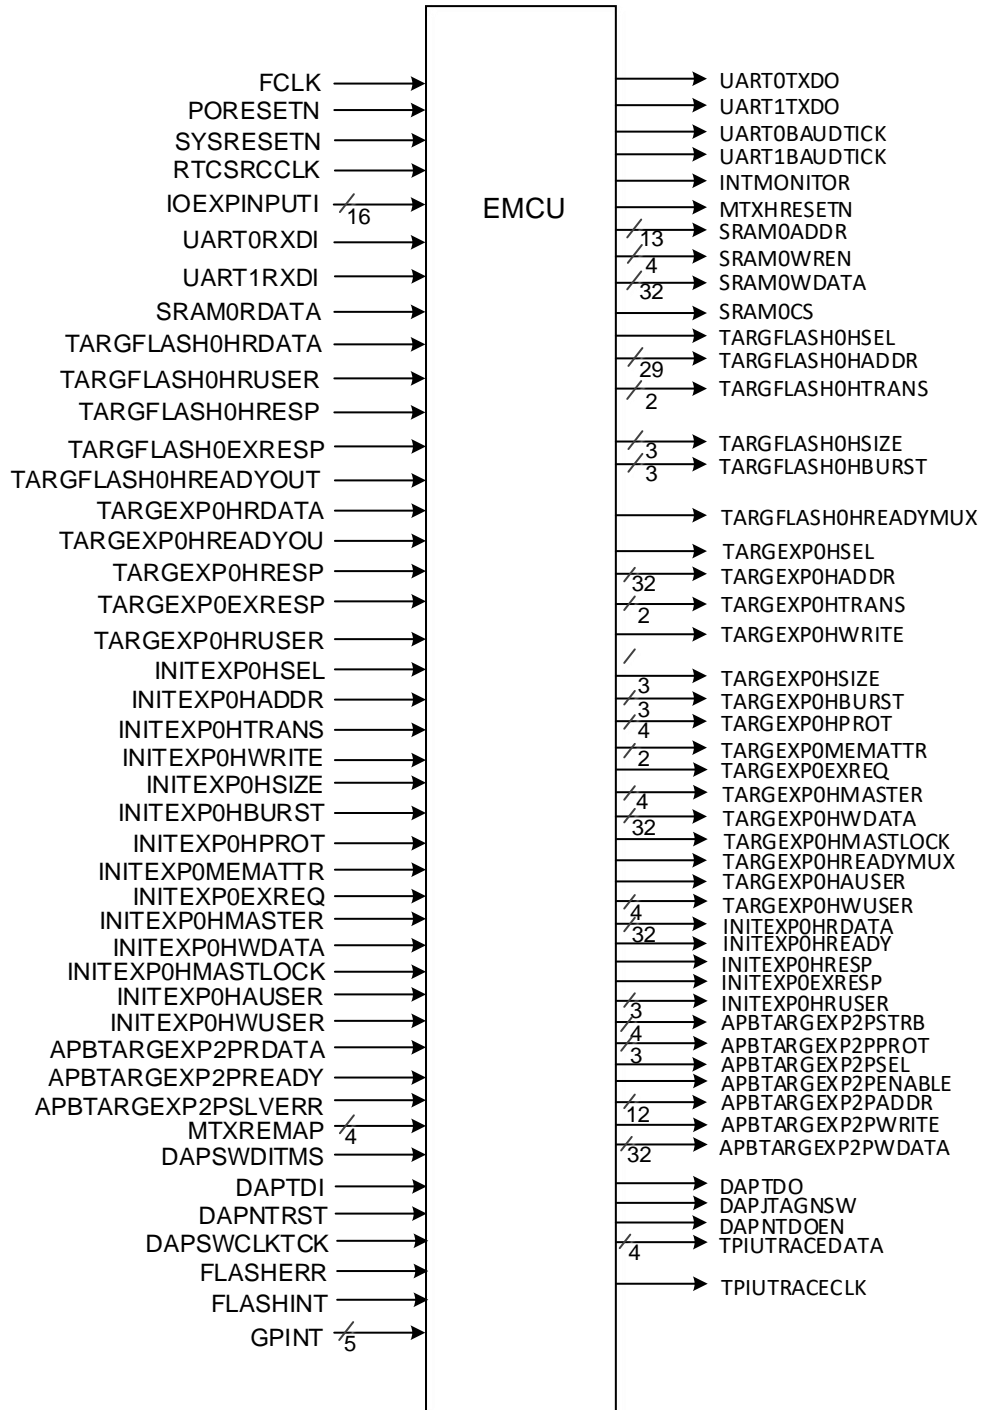 FCLK
PORESETN
SYSRESETN
RTCSRCCLK
IOEXPINPUTI
16
UART0RXDI
UART1RXDI
SRAM0RDATA
TARGFLASH0HRDATA
TARGFLASH0HRUSER
TARGFLASH0HRESP
TARGFLASH0EXRESP
TARGFLASH0HREADYOUT
TARGEXP0HRDATA
TARGEXP0HREADYOU
TARGEXP0HRESP
TARGEXP0EXRESP
TARGEXP0HRUSER
INITEXP0HSEL
INITEXP0HADDR
INITEXP0HTRANS
INITEXP0HWRITE
INITEXP0HSIZE
INITEXP0HBURST
INITEXP0HPROT
INITEXP0MEMATTR
INITEXP0EXREQ
INITEXP0HMASTER
INITEXP0HWDATA
INITEXP0HMASTLOCK
INITEXP0HAUSER
INITEXP0HWUSER
APBTARGEXP2PRDATA
APBTARGEXP2PREADY
APBTARGEXP2PSLVERR
MTXREMAP
4
DAPSWDITMS
DAPTDI
DAPNTRST
DAPSWCLKTCK
FLASHERR
FLASHINT
GPINT
5
EMCU
UART0TXDO
UART1TXDO
UART0BAUDTICK
UART1BAUDTICK
INTMONITOR
MTXHRESETN
SRAM0ADDR
13
SRAM0WREN
4
SRAM0WDATA
32
SRAM0CS
TARGFLASH0HSEL
TARGFLASH0HADDR
29
TARGFLASH0HTRANS
2
TARGFLASH0HSIZE
3
TARGFLASH0HBURST
3
TARGFLASH0HREADYMUX
TARGEXP0HSEL
TARGEXP0HADDR
32
TARGEXP0HTRANS
2
TARGEXP0HWRITE
TARGEXP0HSIZE
3
TARGEXP0HBURST
3
TARGEXP0HPROT
4
TARGEXP0MEMATTR
2
TARGEXP0EXREQ
TARGEXP0HMASTER
4
TARGEXP0HWDATA
32
TARGEXP0HMASTLOCK
TARGEXP0HREADYMUX
TARGEXP0HAUSER
TARGEXP0HWUSER
4
INITEXP0HRDATA
32
INITEXP0HREADY
INITEXP0HRESP
INITEXP0EXRESP
INITEXP0HRUSER
3
APBTARGEXP2PSTRB
4
APBTARGEXP2PPROT
3
APBTARGEXP2PSEL
APBTARGEXP2PENABLE
APBTARGEXP2PADDR
12
APBTARGEXP2PWRITE
APBTARGEXP2PWDATA
32
DAPTDO
DAPJTAGNSW
DAPNTDOEN
TPIUTRACEDATA
4
TPIUTRACECLK